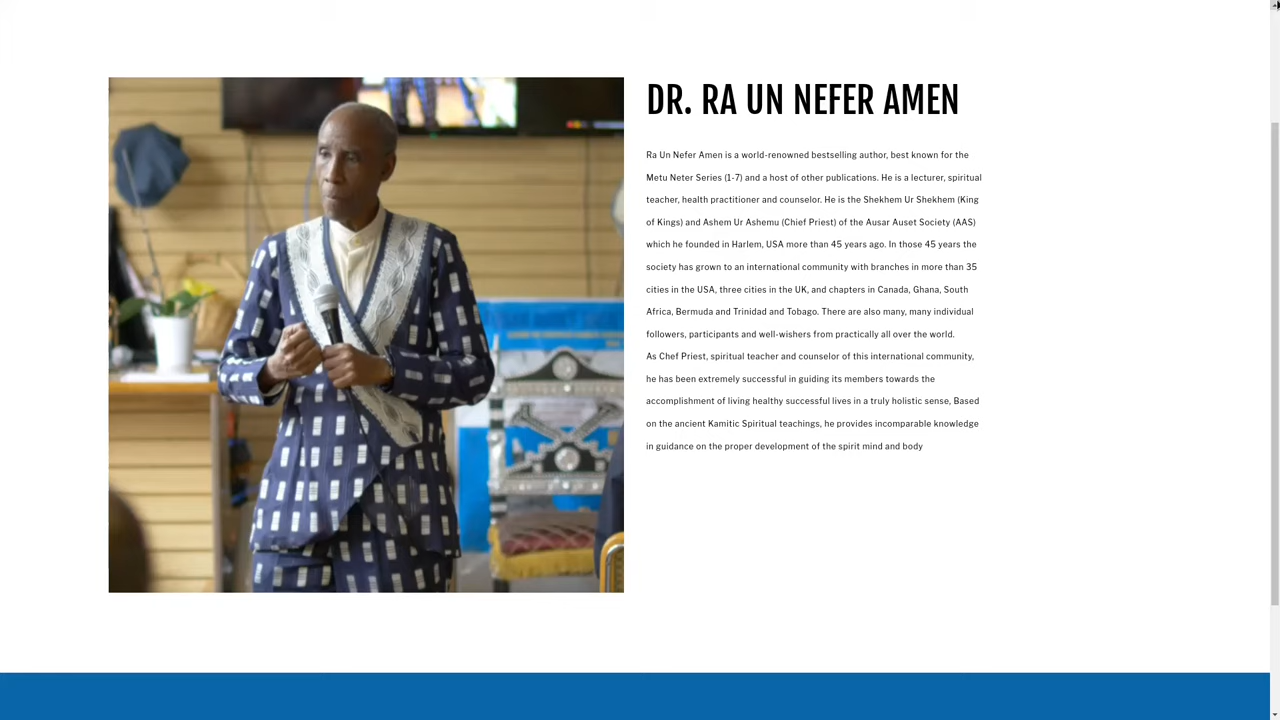 DR. RA UN NEFER AMEN
Ra Un Nefer Amen is a world-renowned bestselling author, best known for the
Metu Neter Series (1-7) and a host of other publications. He is a lecturer, spiritual
teacher, health practitioner and counselor. He is the Shekhem Ur Shekhem (King
of Kings) and Ashem Ur Ashemu (Chief Priest) of the Ausar Auset Society (AAS)
which he founded in Harlem, USA more than 45 years ago. In those 45 years the
society has grown to an international community with branches in more than 35
cities in the USA, three cities in the UK, and chapters in Canada, Ghana, South
Africa, Bermuda and Trinidad and Tobago. There are also many, many individual
followers, participants and well-wishers from practically all over the world.
As Chef Priest, spiritual teacher and counselor of this international community,
he has been extremely successful in guiding its members towards the
accomplishment of living healthy successful lives in a truly holistic sense, Based
on the ancient Kamitic Spiritual teachings, he provides incomparable knowledge
in guidance on the proper development of the spirit mind and body